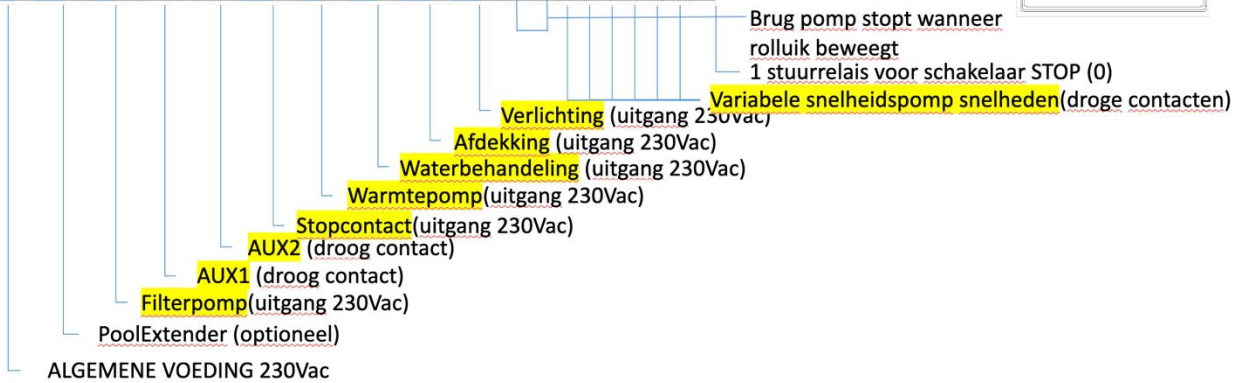 Brug pomp stopt wanneer
rolluik beweegt
1 stuurrelais voor schakelaar STOP (0)
Variabele snelheidspomp snelheden(droge contacten)
Verlichting (uitgang 230Vac)
Afdekking (uitgang 230Vac)
Waterbehandeling (uitgang 230Vac)
Warmtepomp(uitgang 230Vac)
Stopcontact(uitgang 230Vac)
AUX2 (droog contact)
AUX1 (droog contact)
Filterpomp(uitgang 230Vac)
PoolExtender (optioneel)
ALGEMENE VOEDING 230Vac